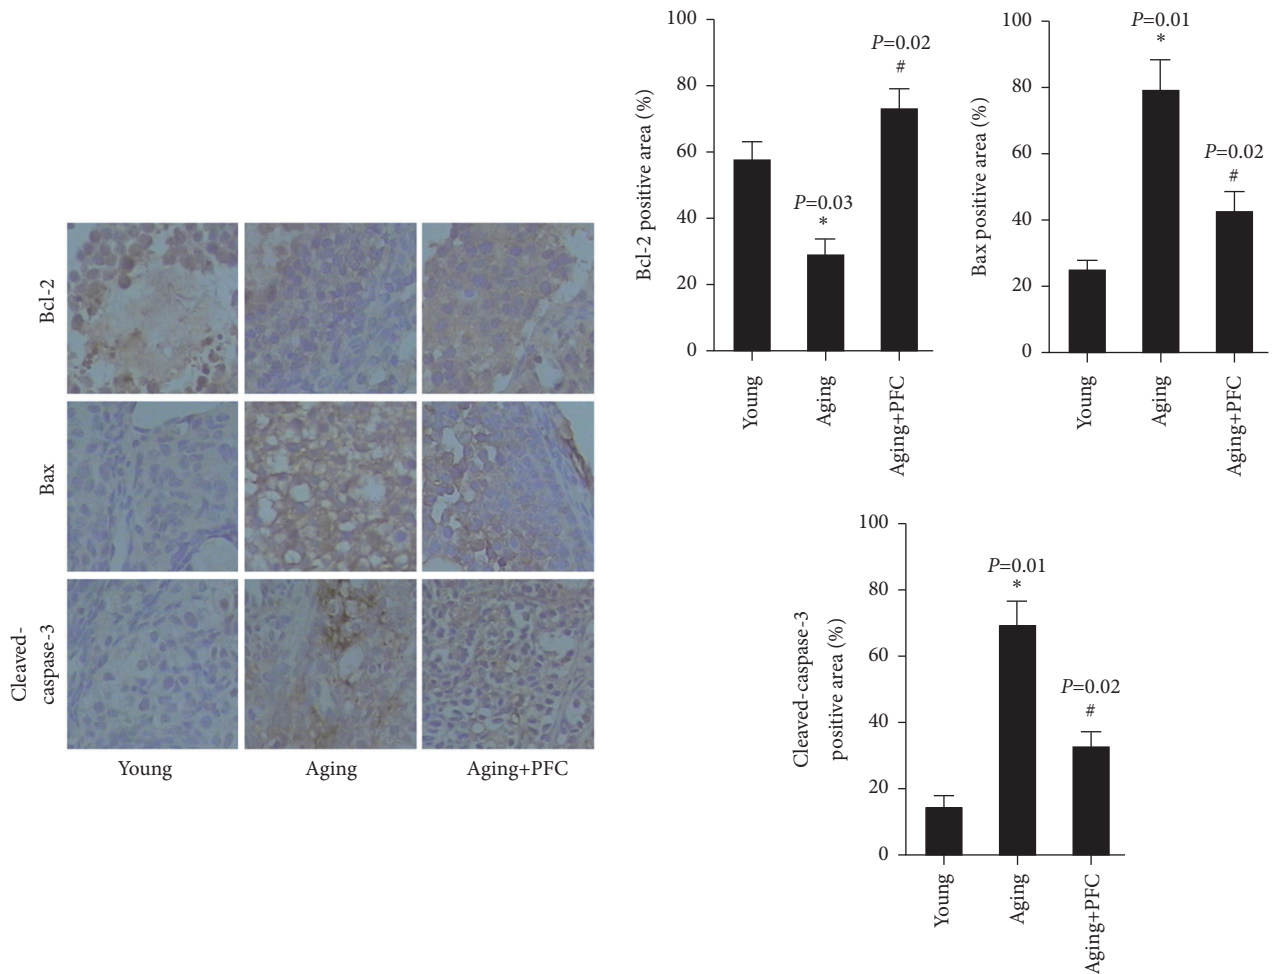 Bcl-2
Bax
Cleaved-
caspase-3
Young
Aging
Aging+PFC
Bcl-2 positive area (%)
100
80
60
40
20
0
P=0.03
*
P=0.02
#
Young
Aging
Aging+PFC
Bax positive area (%)
100
80
60
40
20
0
P=0.01
*
P=0.02
#
Young
Aging
Aging+PFC
Cleaved-caspase-3
positive area (%)
100
80
60
40
20
0
P=0.01
*
P=0.02
#
Young
Aging
Aging+PFC